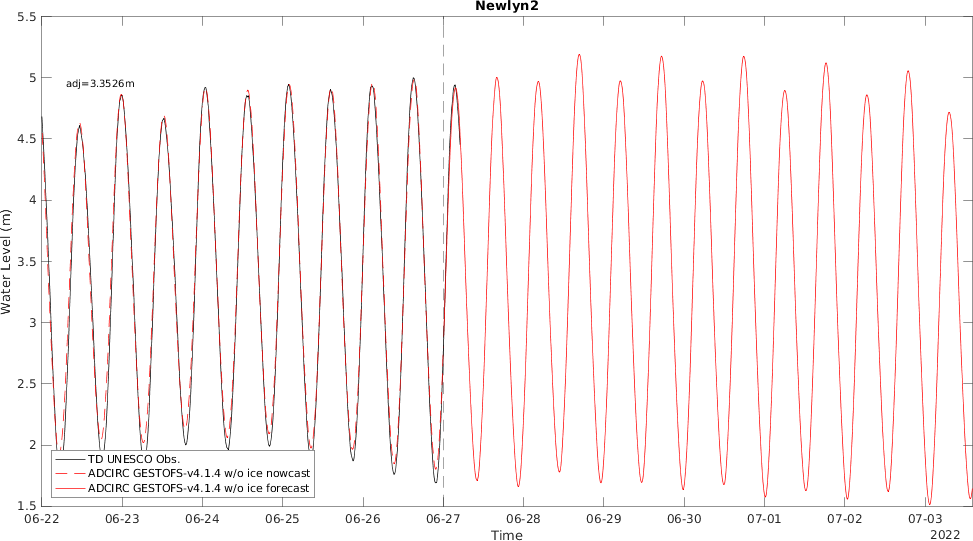 Newlyn2
5.5
5
4.5
4
3.5
3
2.5
2
1.5
Water Level (m)
adj=3.3526m
TD UNESCO Obs.
ADCIRC GESTOFS-v4.1.4 w/o ice nowcast
ADCIRC GESTOFS-v4.1.4 w/o ice forecast
06-22 06-23 06-24 06-25 06-26 06-27 06-28 06-29 06-30 07-01 07-02 07-03
Time
2022